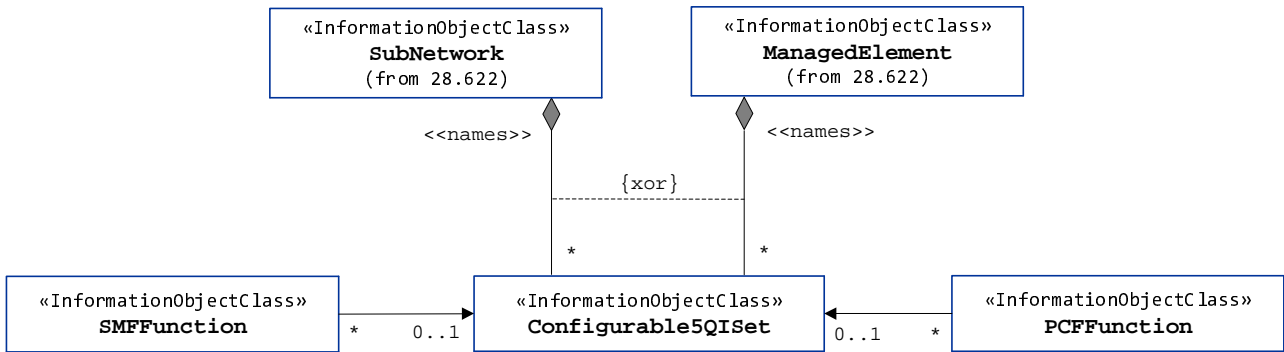 «InformationObjectClass»
SubNetwork
(from 28.622)
«InformationObjectClass»
ManagedElement
(from 28.622)
<<names>>
<<names>>
{xor}
*
*
«InformationObjectClass»
SMFFunction
*
0..1
«InformationObjectClass»
Configurable5QISet
0..1
*
«InformationObjectClass»
PCFFunction